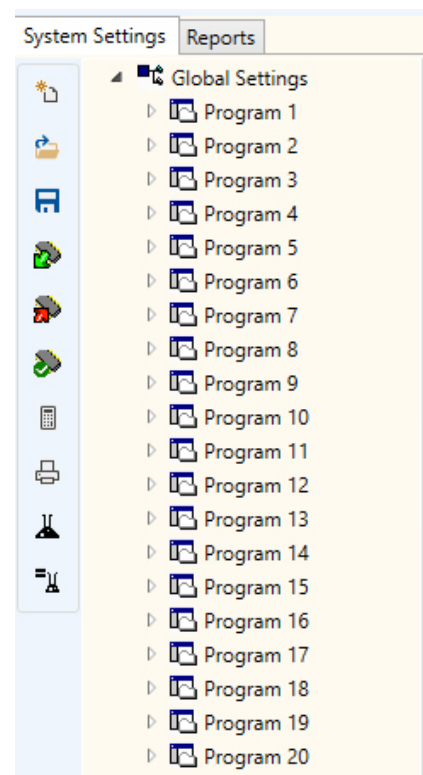 System Settings Reports
Global Settings
Program 1
Program 2
Program 3
Program 4
Program 5
Program 6
Program 7
Program 8
Program 9
Program 10
Program 11
Program 12
Program 13
Program 14
Program 15
Program 16
Program 17
Program 18
Program 19
Program 20